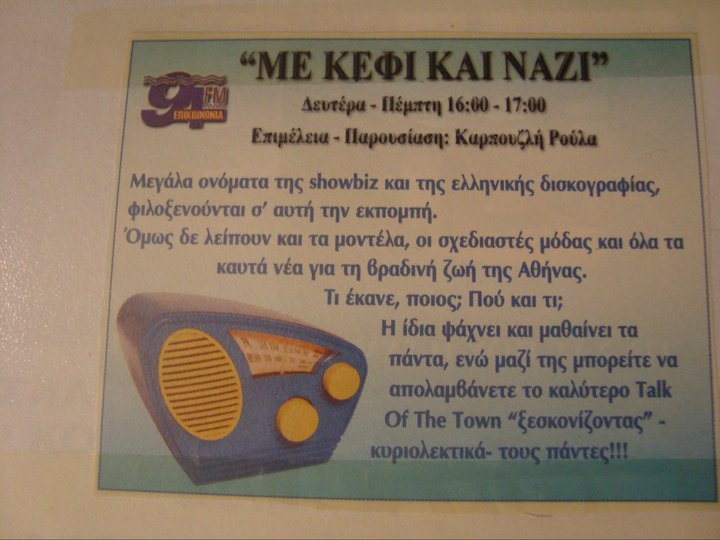 "ΜΕ ΚΕΦΙ ΚΑΙ ΝΑΖΙ"
94 FM
ΕΠΙΚΟΙΝΩΝΙΑ
Δευτέρα - Πέμπτη 16:00 - 17:00
Επιμέλεια - Παρουσίαση: Καρπουζλή Ρούλα
Μεγάλα ονόματα της showbiz και της ελληνικής δισκογραφίας,
φιλοξενούνται σ' αυτή την εκπομπή.
Όμως δε λείπουν και τα μοντέλα, οι σχεδιαστές μόδας και όλα τα
καυτά νέα για τη βραδινή ζωή της Αθήνας.
Τι έκανε, ποιος; Πού και τι;
Η ίδια ψάχνει και μαθαίνει τα
πάντα, ενώ μαζί της μπορείτε να
απολαμβάνετε το καλύτερο Talk
Of The Town "ξεσκονίζοντας" -
κυριολεκτικά- τους πάντες!!!